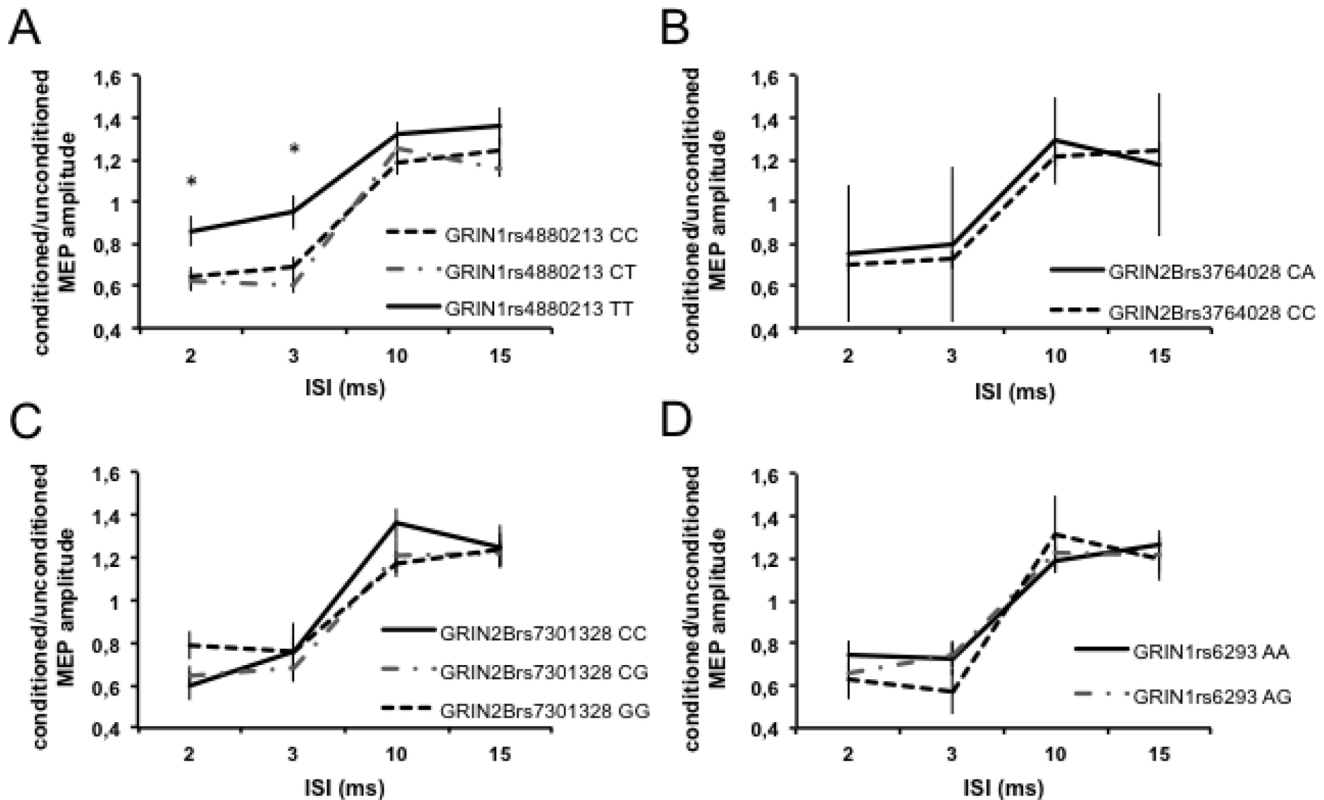 A
conditioned/unconditioned
MEP amplitude
1,6
1,4
1,2
1
0,8
0,6
0,4
*
*
GRIN1rs4880213 CC
GRIN1rs4880213 CT
GRIN1rs4880213 TT
2
3
10
15
ISI (ms)
B
conditioned/unconditioned
MEP amplitude
1,6
1,4
1,2
1
0,8
0,6
0,4
GRIN2Brs3764028 CA
GRIN2Brs3764028 CC
2
3
10
15
ISI (ms)
C
conditioned/unconditioned
MEP amplitude
1,6
1,4
1,2
1
0,8
0,6
0,4
GRIN2Brs7301328 CC
GRIN2Brs7301328 CG
GRIN2Brs7301328 GG
2
3
10
15
ISI (ms)
D
conditioned/unconditioned
MEP amplitude
1,6
1,4
1,2
1
0,8
0,6
0,4
GRIN1rs6293 AA
GRIN1rs6293 AG
2
3
10
15
ISI (ms)